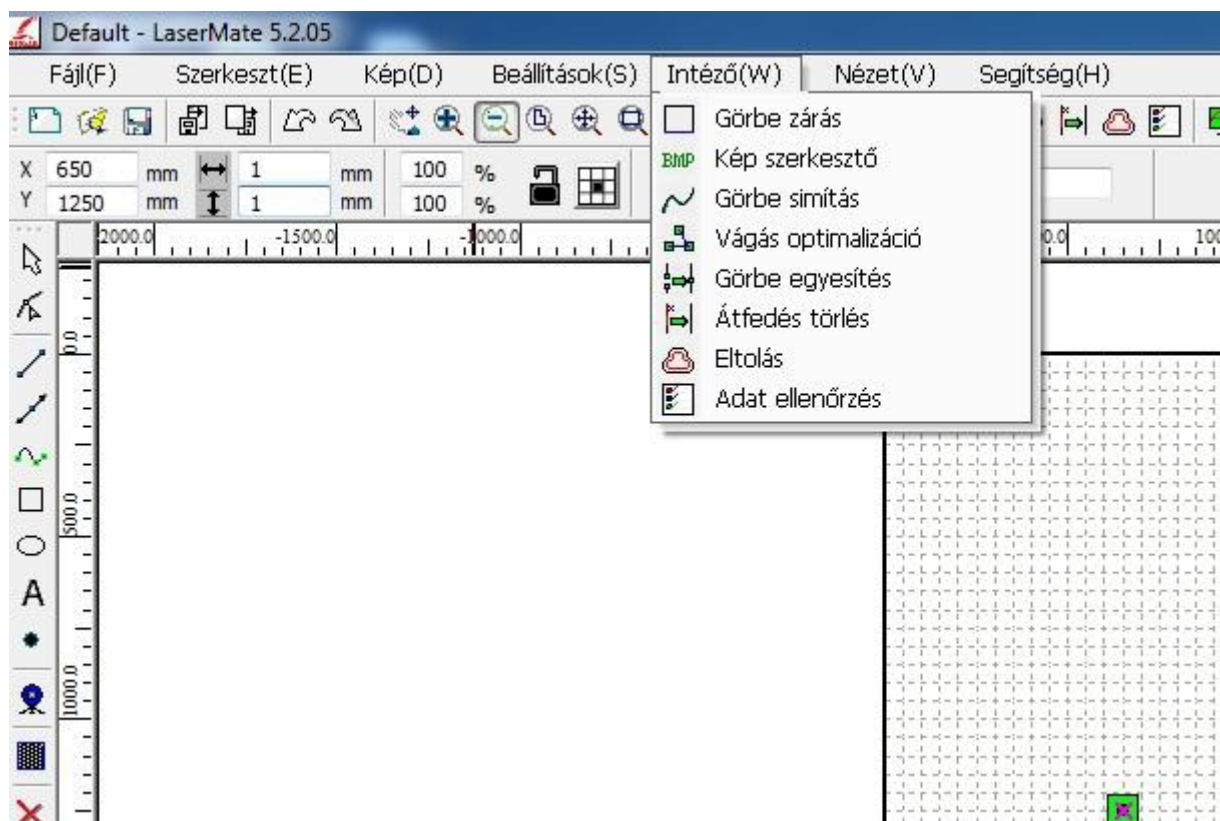 Default - LaserMate 5.2.05
Fájl(F) Szerkeszt(E) Kép(D) Beállítások(S) Intéző(W) Nézet(V) Segítség(H)
Görbe zárás
BMP Kép szerkesztő
Görbe simítás
Vágás optimalizáció
Görbe egyesítés
Átfedés törlés
Eltolás
Adat ellenőrzés
X 650 mm 1 mm 100 %
Y 1250 mm 1 mm 100 %
2000.0 -1500.0 -1000.0
0.0
500.0
1000.0
A